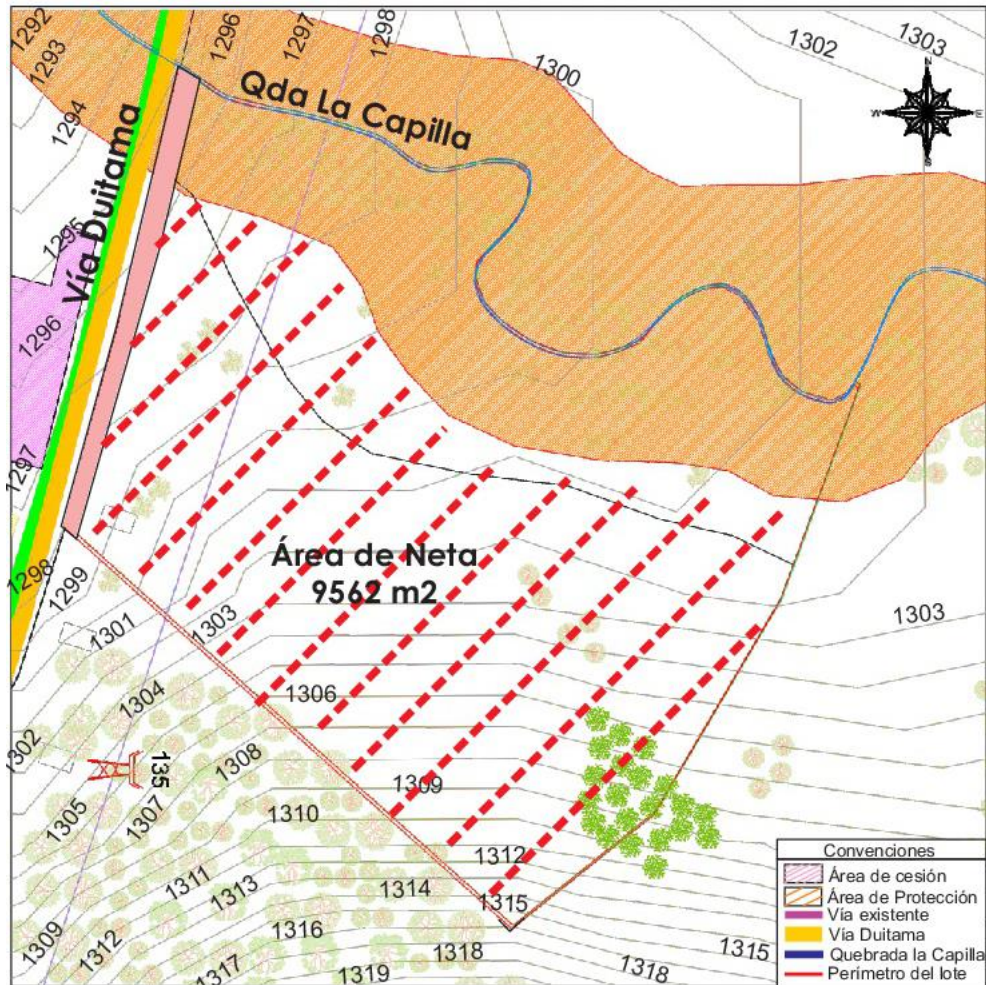 1292
1293
1294
1296
1297
1298
1300
1302
1303
N
W
E
S
Qda La Capilla
Vía Duitama
1295
1296
1297
1298
1299
1301
1303
Área de Neta
9562 m2
1303
1304
1306
1302
1308
135
1305
1307
1309
1310
1311
1313
1312
1314
1315
1309
1312
1316
1317
1318
1319
1318
1315
Convenciones
Área de cesión
Área de Protección
Vía existente
Vía Duitama
Quebrada la Capilla
Perímetro del lote